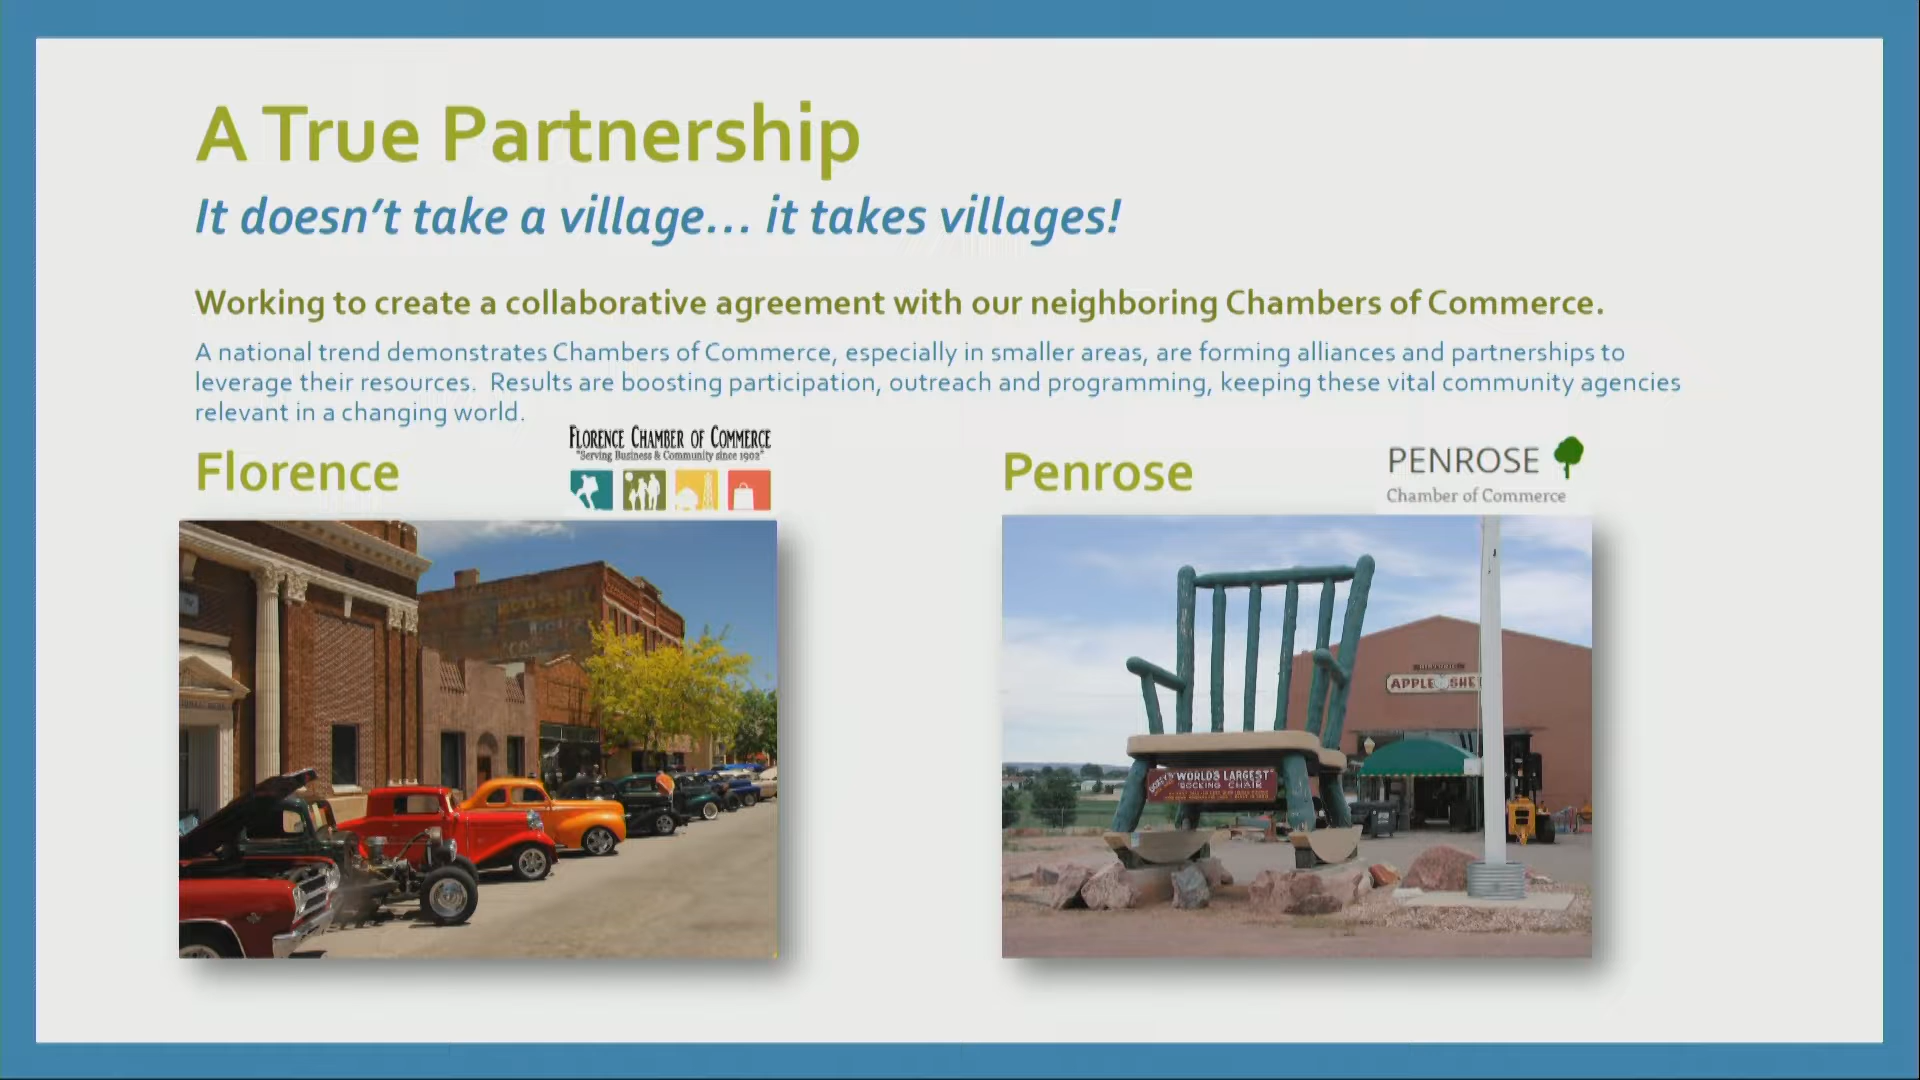 A True Partnership
It doesn't take a village... it takes villages!
Working to create a collaborative agreement with our neighboring Chambers of Commerce.
A national trend demonstrates Chambers of Commerce, especially in smaller areas, are forming alliances and partnerships to
leverage their resources. Results are boosting participation, outreach and programming, keeping these vital community agencies
relevant in a changing world.
Florence
FLORENCE CHAMBER OF COMMERCE
"Serving Business & Community since 1902"
Penrose
PENROSE
Chamber of Commerce
HISTORIC
APPLE SHE
"WORLD'S LARGEST"
ROCKING CHAIR